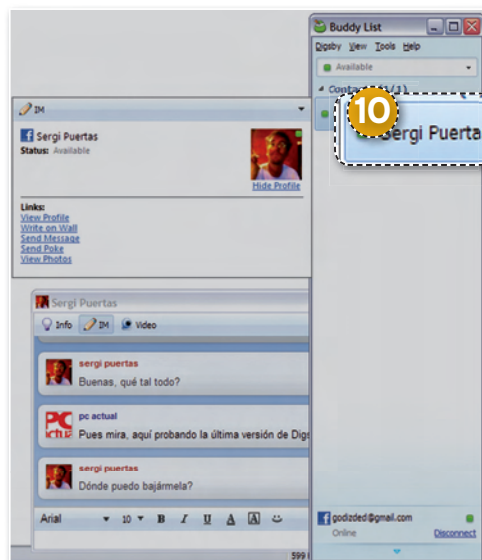 Buddy List
Digsby View Tools Help
Available
10
Sergi Puerta
IM
Sergi Puertas
Status: Available
Hide Profile
Links:
View Profile
Write on Wall
Send Message
Send Poke
View Photos
Sergi Puertas
Info IM Video
sergi puertas
Buenas, qué tal todo?
PC
pc actual
Pues mira, aquí probando la última versión de Digs
sergi puertas
Dónde puedo bajármela?
Arial 10 B I U A A
godizded@gmail.com
Online Disconnect